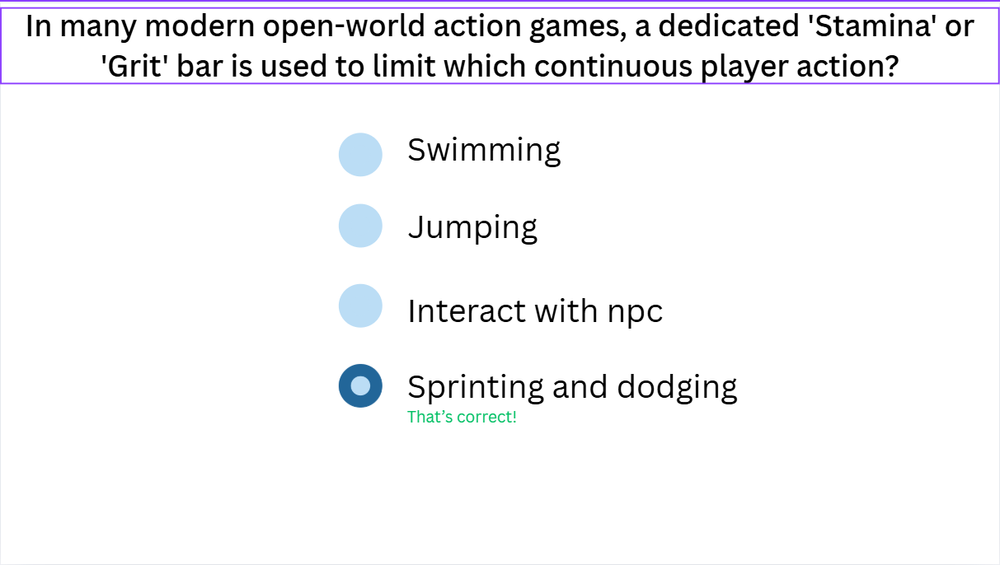 In many modern open-world action games, a dedicated 'Stamina' or
'Grit' bar is used to limit which continuous player action?
Swimming
Jumping
Interact with npc
Sprinting and dodging
That’s correct!